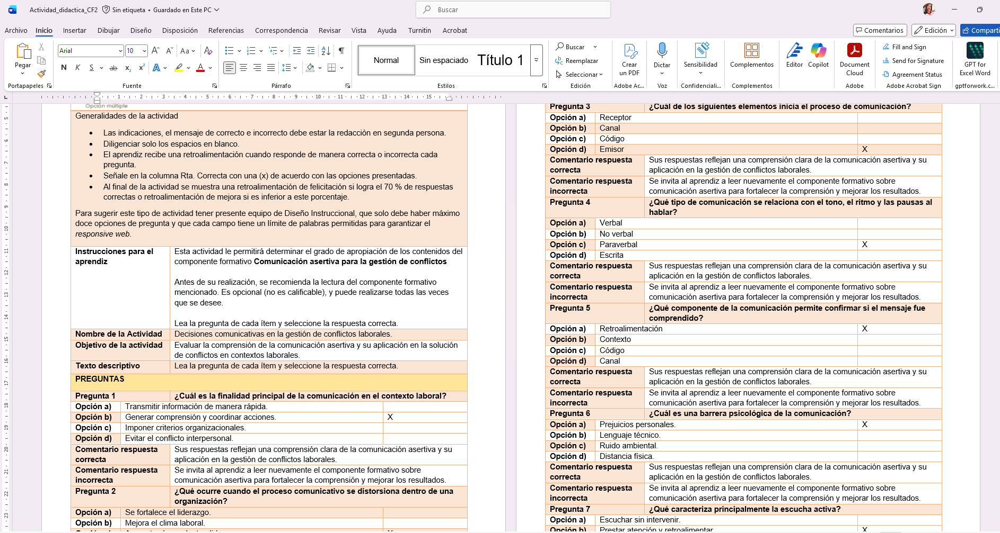 Actividad_didactica_CF2 Sin etiqueta • Guardado en Este PC
Buscar
Archivo Inicio Insertar Dibujar Diseño Disposición Referencias Correspondencia Revisar Vista Ayuda Turnitin Acrobat
Comentarios Edición Comparti
Pegar
Portapapeles
Arial 10
Aa
N K S ab x₂ x²
Fuente
Párrafo
Normal Sin espaciado Título 1
Estilos
Buscar
Reemplazar
Seleccionar
Edición
Crear
un PDF
Adobe Ac...
Dictar
Voz
Sensibilidad
Confidenciali...
Complementos
Complementos
Editor Copilot
Document
Cloud
Adobe
Fill and Sign
Send for Signature
Agreement Status
Adobe Acrobat Sign
GPT for
Excel Word
gptforwork.c...
1 2 3 4 5 6 7 8 9 10 11 12 13 14 15
5 6 7 8 9 10 11 12 13 14 15 16 17 18 19 20 21 22 23
Opción múltiple
Generalidades de la actividad
• Las indicaciones, el mensaje de correcto e incorrecto debe estar la redacción en segunda persona.
• Diligenciar solo los espacios en blanco.
• El aprendiz recibe una retroalimentación cuando responde de manera correcta o incorrecta cada
pregunta.
• Señale en la columna Rta. Correcta con una (x) de acuerdo con las opciones presentadas.
• Al final de la actividad se muestra una retroalimentación de felicitación si logra el 70 % de respuestas
correctas o retroalimentación de mejora si es inferior a este porcentaje.
Para sugerir este tipo de actividad tener presente equipo de Diseño Instruccional, que solo debe haber máximo
doce opciones de pregunta y que cada campo tiene un límite de palabras permitidas para garantizar el
responsive web.
Instrucciones para el
aprendiz
Esta actividad le permitirá determinar el grado de apropiación de los contenidos del
componente formativo Comunicación asertiva para la gestión de conflictos
Antes de su realización, se recomienda la lectura del componente formativo
mencionado. Es opcional (no es calificable), y puede realizarse todas las veces
que se desee.
Lea la pregunta de cada ítem y seleccione la respuesta correcta.
Nombre de la Actividad Decisiones comunicativas en la gestión de conflictos laborales.
Objetivo de la actividad Evaluar la comprensión de la comunicación asertiva y su aplicación en la solución
de conflictos en contextos laborales.
Texto descriptivo Lea la pregunta de cada ítem y seleccione la respuesta correcta.
PREGUNTAS
Pregunta 1 ¿Cuál es la finalidad principal de la comunicación en el contexto laboral?
Opción a) Transmitir información de manera rápida.
Opción b) Generar comprensión y coordinar acciones. X
Opción c) Imponer criterios organizacionales.
Opción d) Evitar el conflicto interpersonal.
Comentario respuesta
correcta
Sus respuestas reflejan una comprensión clara de la comunicación asertiva y su
aplicación en la gestión de conflictos laborales.
Comentario respuesta
incorrecta
Se invita al aprendiz a leer nuevamente el componente formativo sobre
comunicación asertiva para fortalecer la comprensión y mejorar los resultados.
Pregunta 2 ¿Qué ocurre cuando el proceso comunicativo se distorsiona dentro de una
organización?
Opción a) Se fortalece el liderazgo.
Opción b) Mejora el clima laboral.
Pregunta 3 ¿Cuál de los siguientes elementos inicia el proceso de comunicación?
Opción a) Receptor
Opción b) Canal
Opción c) Código
Opción d) Emisor X
Comentario respuesta
correcta
Sus respuestas reflejan una comprensión clara de la comunicación asertiva y su
aplicación en la gestión de conflictos laborales.
Comentario respuesta
incorrecta
Se invita al aprendiz a leer nuevamente el componente formativo sobre
comunicación asertiva para fortalecer la comprensión y mejorar los resultados.
Pregunta 4 ¿Qué tipo de comunicación se relaciona con el tono, el ritmo y las pausas al
hablar?
Opción a) Verbal
Opción b) No verbal
Opción c) Paraverbal X
Opción d) Escrita
Comentario respuesta
correcta
Sus respuestas reflejan una comprensión clara de la comunicación asertiva y su
aplicación en la gestión de conflictos laborales.
Comentario respuesta
incorrecta
Se invita al aprendiz a leer nuevamente el componente formativo sobre
comunicación asertiva para fortalecer la comprensión y mejorar los resultados.
Pregunta 5 ¿Qué componente de la comunicación permite confirmar si el mensaje fue
comprendido?
Opción a) Retroalimentación X
Opción b) Contexto
Opción c) Código
Opción d) Canal
Comentario respuesta
correcta
Sus respuestas reflejan una comprensión clara de la comunicación asertiva y su
aplicación en la gestión de conflictos laborales.
Comentario respuesta
incorrecta
Se invita al aprendiz a leer nuevamente el componente formativo sobre
comunicación asertiva para fortalecer la comprensión y mejorar los resultados.
Pregunta 6 ¿Cuál es una barrera psicológica de la comunicación?
Opción a) Prejuicios personales. X
Opción b) Lenguaje técnico.
Opción c) Ruido ambiental.
Opción d) Distancia física.
Comentario respuesta
correcta
Sus respuestas reflejan una comprensión clara de la comunicación asertiva y su
aplicación en la gestión de conflictos laborales.
Comentario respuesta
incorrecta
Se invita al aprendiz a leer nuevamente el componente formativo sobre
comunicación asertiva para fortalecer la comprensión y mejorar los resultados.
Pregunta 7 ¿Qué caracteriza principalmente la escucha activa?
Opción a) Escuchar sin intervenir.
Opción b) Prestar atención y retroalimentar. X